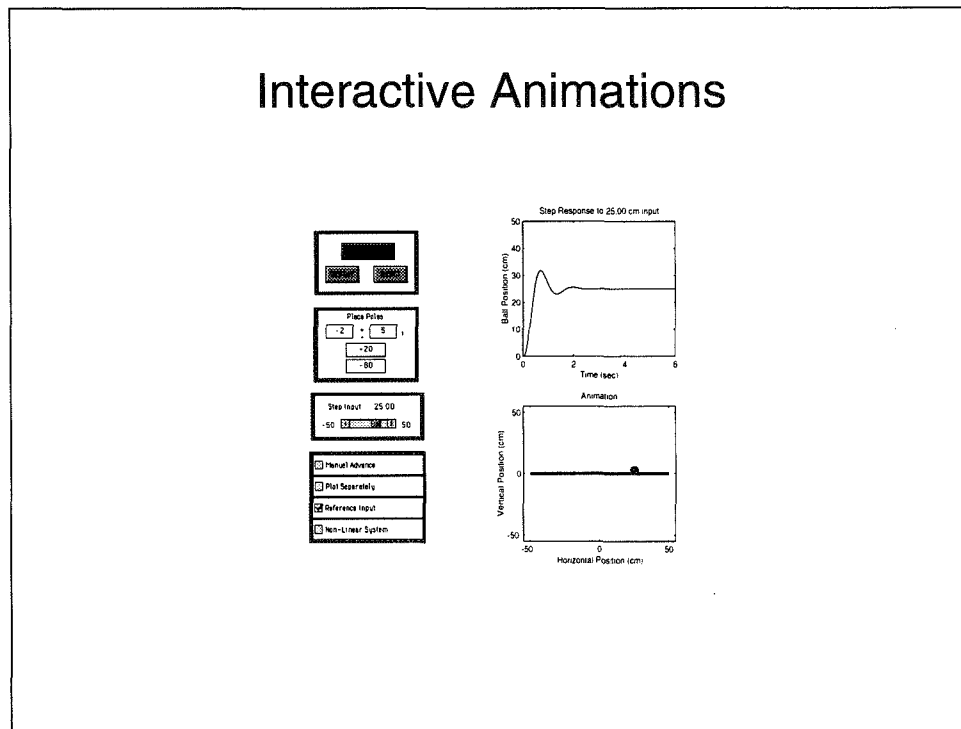 Interactive Animations
Place Poles
-2 + - 5 i
-20
-80
Step Input 25.00
-50 50
Manual Advance
Plot Separately
Reference Input
Non-Linear System
Step Response to 25.00 cm input
Ball Position (cm)
50
40
30
20
10
0
0 2 4 6
Time (sec)
Animation
Vertical Position (cm)
50
0
-50
-50 0 50
Horizontal Position (cm)